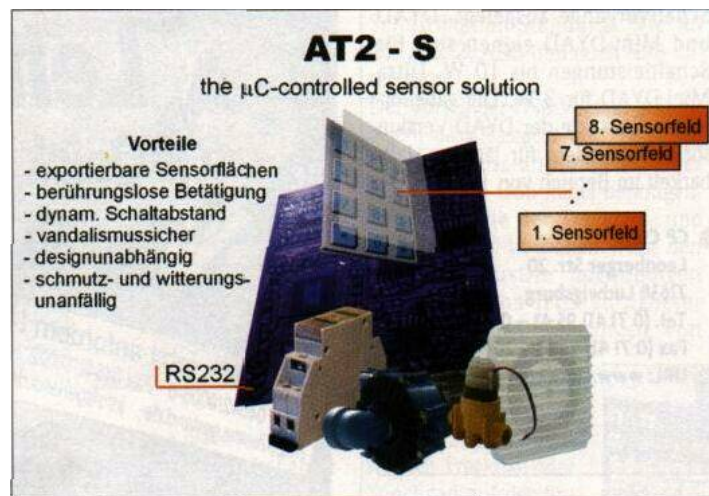 AT2 - S
the µC-controlled sensor solution
Vorteile
- exportierbare Sensorflächen
- berührungslose Betätigung
- dynam. Schaltabstand
- vandalismussicher
- designunabhängig
- schmutz- und witterungs-
unanfällig
8. Sensorfeld
7. Sensorfeld
1. Sensorfeld
RS232